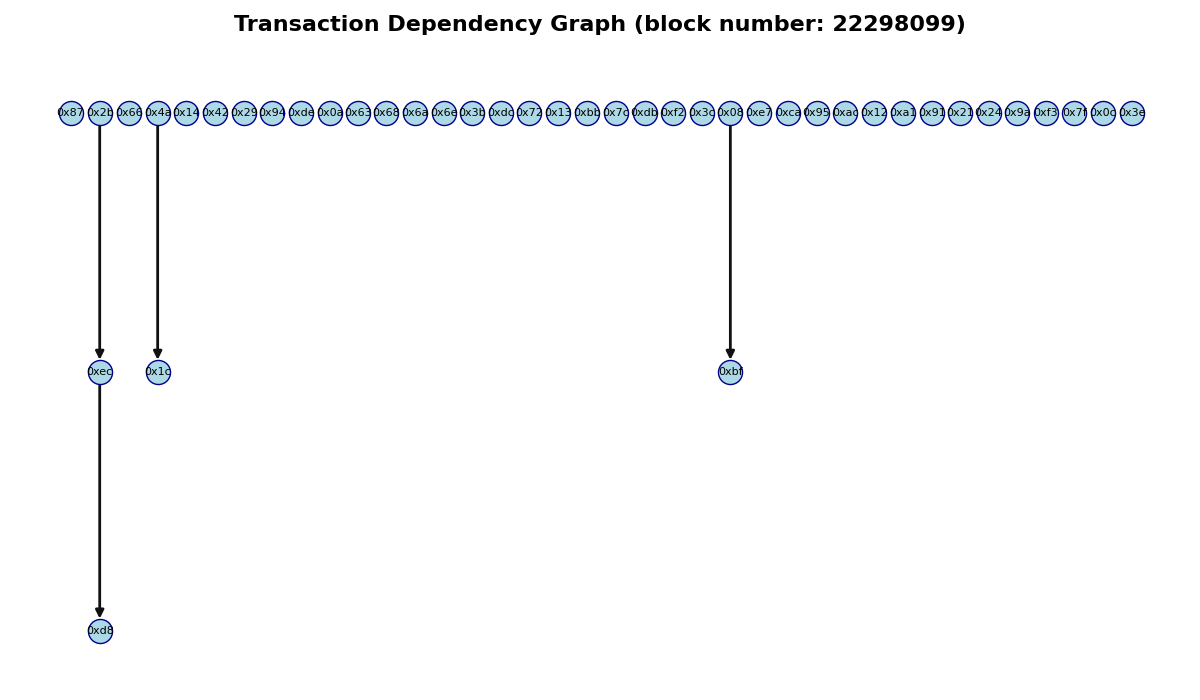 Transaction Dependency Graph (block number: 22298099)
0x87 0x2b 0x66 0x4a 0x14 0x42 0x29 0x94 0xde 0x0a 0x63 0x68 0x6a 0x6e 0x3b 0xdc 0x72 0x13 0xbb 0x7c 0xdb 0xf2 0x3c 0x08 0xe7 0xca 0x95 0xac 0x12 0xa1 0x91 0x21 0x24 0x9a 0xf3 0x7f 0x0c 0x3e
0xec 0x1c 0xbf
0xd8